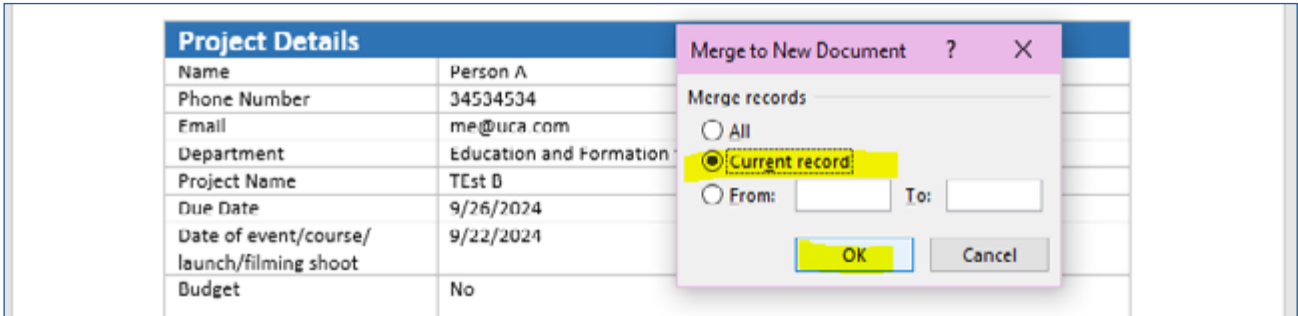 Project Details
Name Person A
Phone Number 34534534
Email me@uca.com
Department Education and Formation
Project Name TEst B
Due Date 9/26/2024
Date of event/course/ 9/22/2024
launch/filming shoot
Budget No
Merge to New Document ? X
Merge records
All
Current record
From: To:
OK Cancel